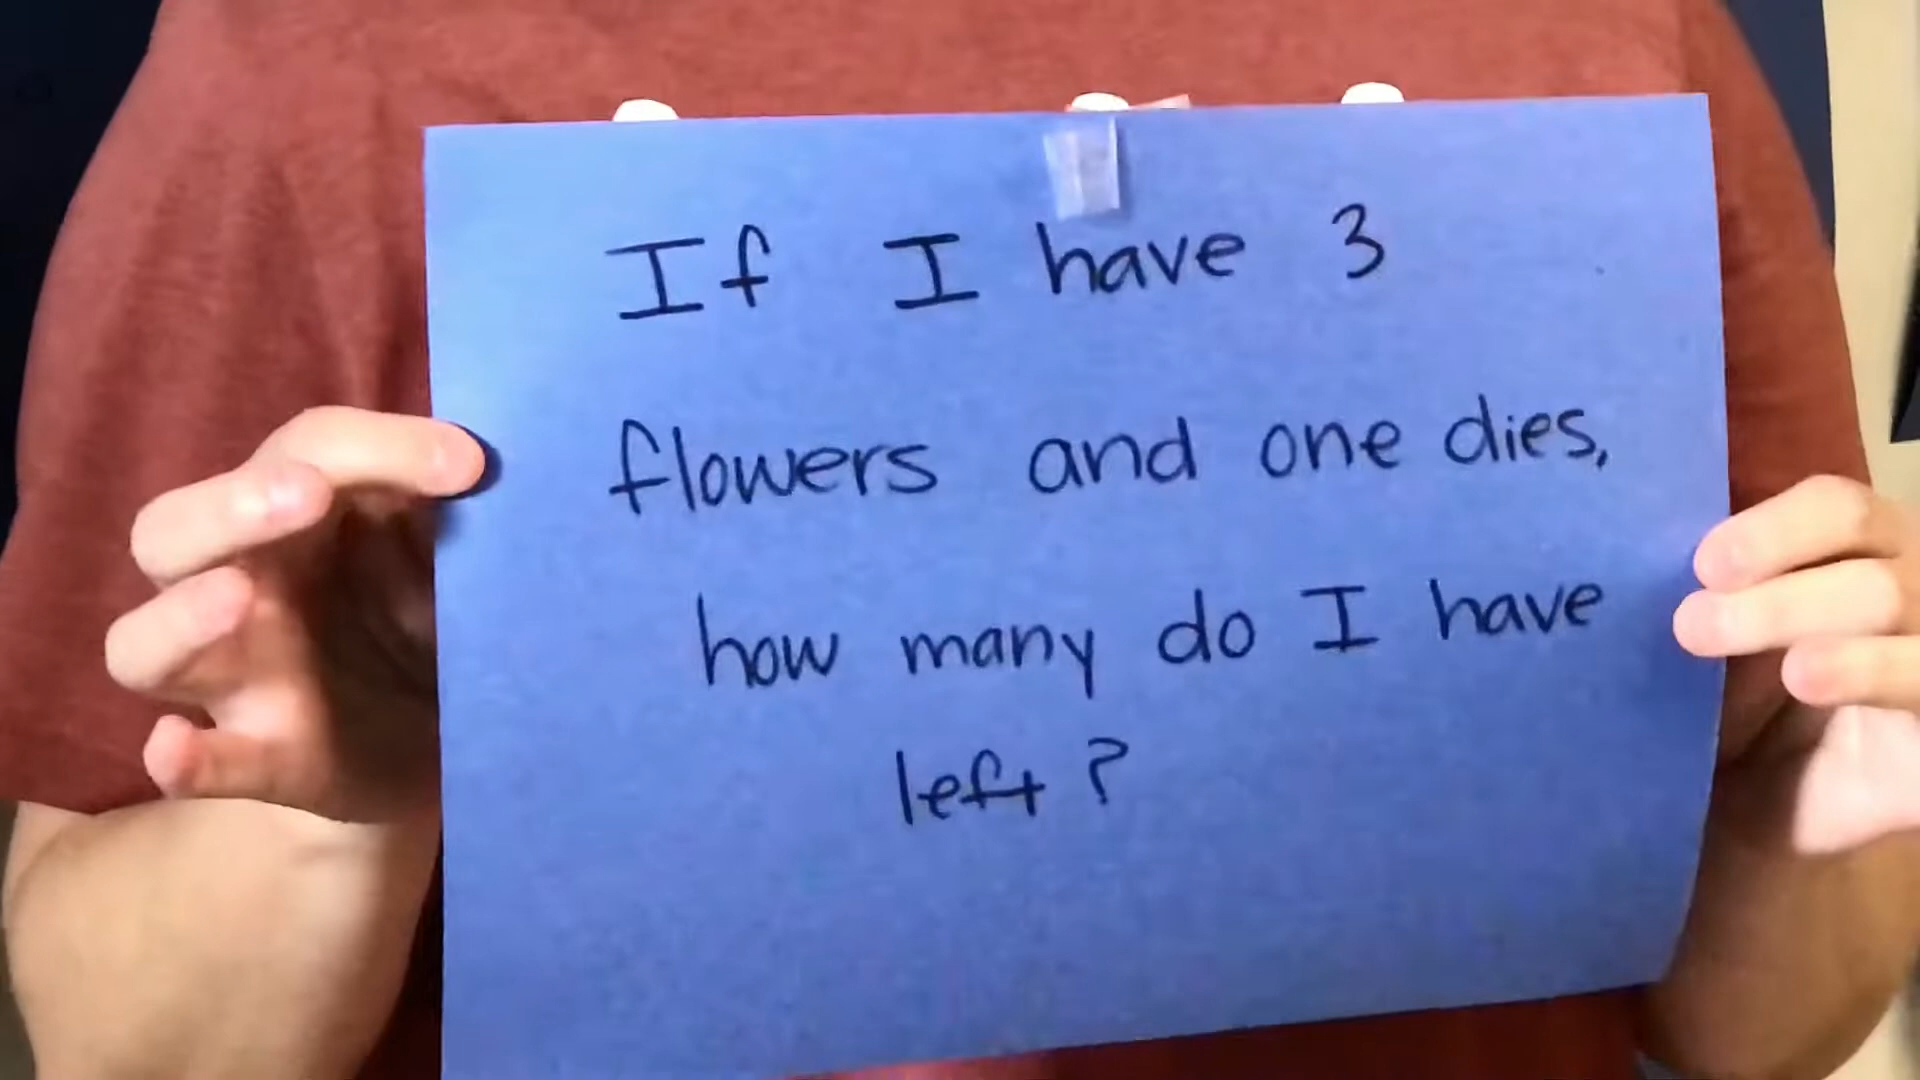 If I have 3
flowers and one dies,
how many do I have
left?